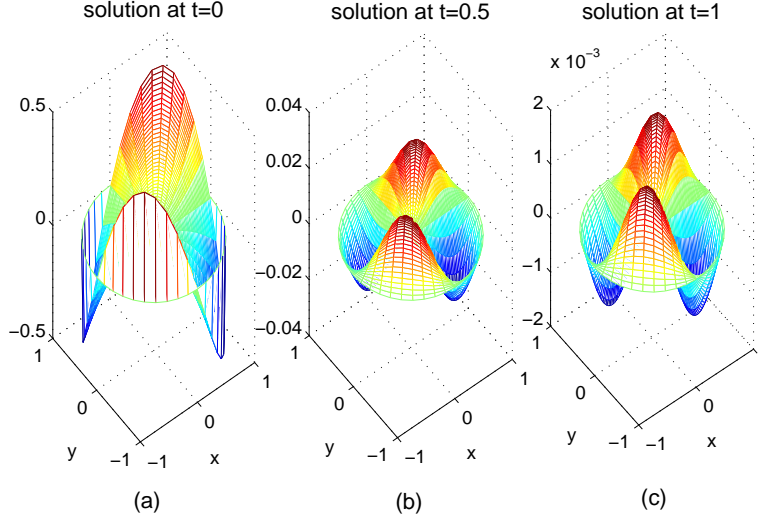 solution at t=0
solution at t=0.5
solution at t=1
x 10⁻³
0.5
0
−0.5
1
0
−1
−1
0
1
y
x
0.04
0.02
0
−0.02
−0.04
1
0
−1
−1
0
1
y
x
2
1
0
−1
−2
1
0
−1
−1
0
1
y
x
(a)
(b)
(c)